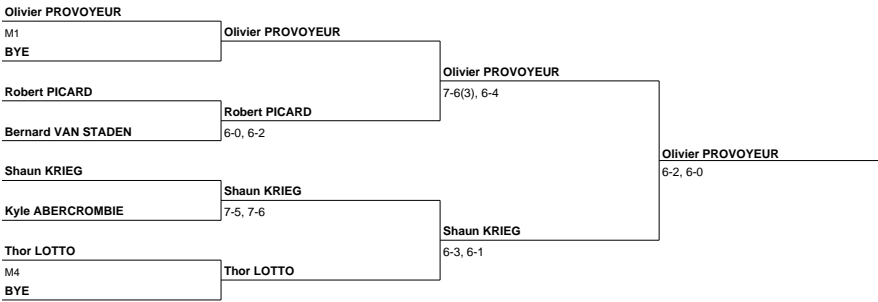 Olivier PROVOYEUR
M1
BYE
Robert PICARD
Bernard VAN STADEN
Shaun KRIEG
Kyle ABERCROMBIE
Thor LOTTO
M4
BYE
Olivier PROVOYEUR
Robert PICARD
6-0, 6-2
Shaun KRIEG
7-5, 7-6
Thor LOTTO
Olivier PROVOYEUR
7-6(3), 6-4
Shaun KRIEG
6-3, 6-1
Olivier PROVOYEUR
6-2, 6-0